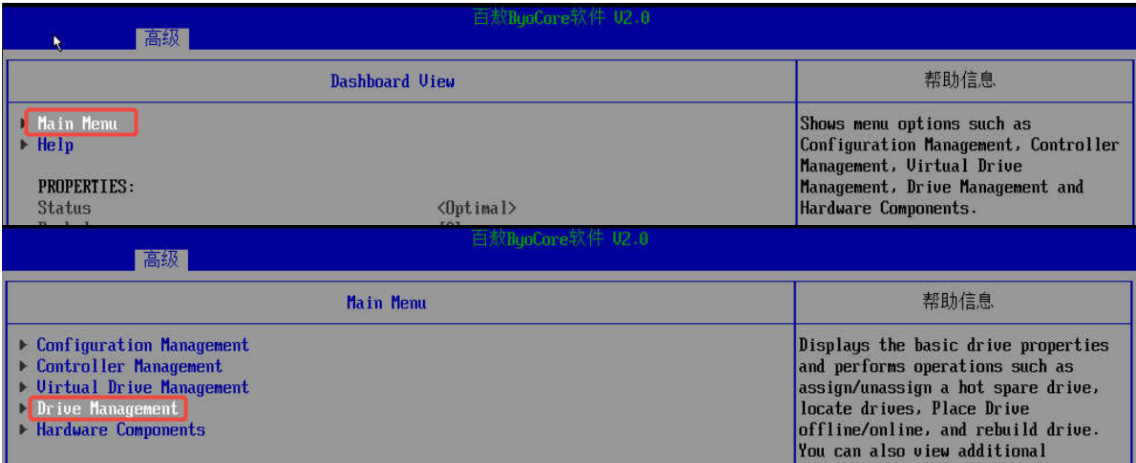 百敖ByoCore软件 V2.0
高级
Dashboard View
帮助信息
Main Menu
Help
PROPERTIES:
Status <Optimal>
Shows menu options such as
Configuration Management, Controller
Management, Virtual Drive
Management, Drive Management and
Hardware Components.
百敖ByoCore软件 V2.0
高级
Main Menu
帮助信息
Configuration Management
Controller Management
Virtual Drive Management
Drive Management
Hardware Components
Displays the basic drive properties
and performs operations such as
assign/unassign a hot spare drive,
locate drives, Place Drive
offline/online, and rebuild drive.
You can also view additional